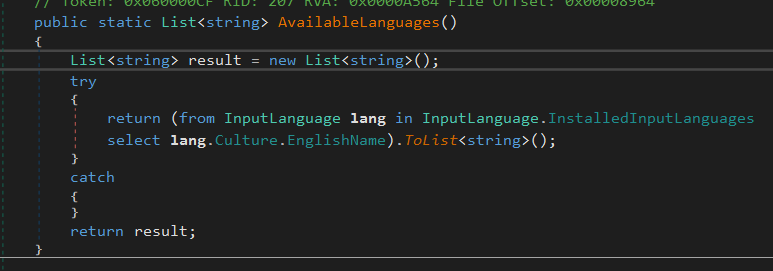 // Token: 0x060000CF RID: 207 RVA: 0x0000A564 File Offset: 0x00008964
public static List<string> AvailableLanguages()
{
List<string> result = new List<string>();
try
{
return (from InputLanguage lang in InputLanguage.InstalledInputLanguages
select lang.Culture.EnglishName).ToList<string>();
}
catch
{
}
return result;
}